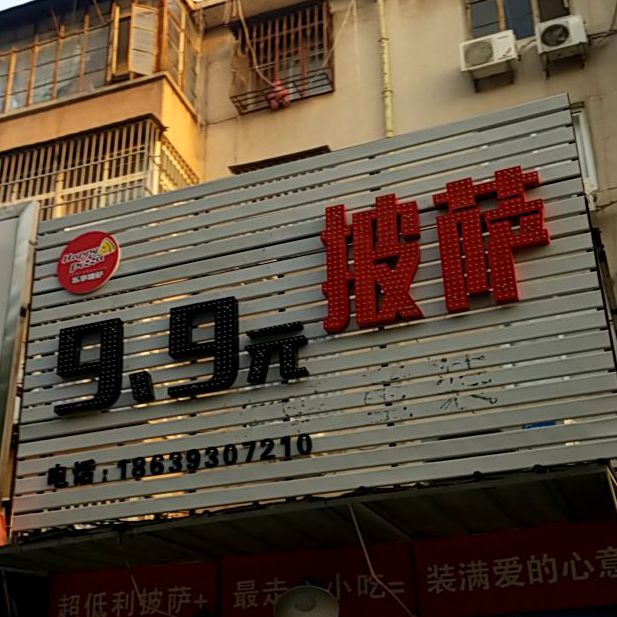 披萨
9.9元
电话:18639307210
超低利披萨+
最走心小吃=
装满爱的心意